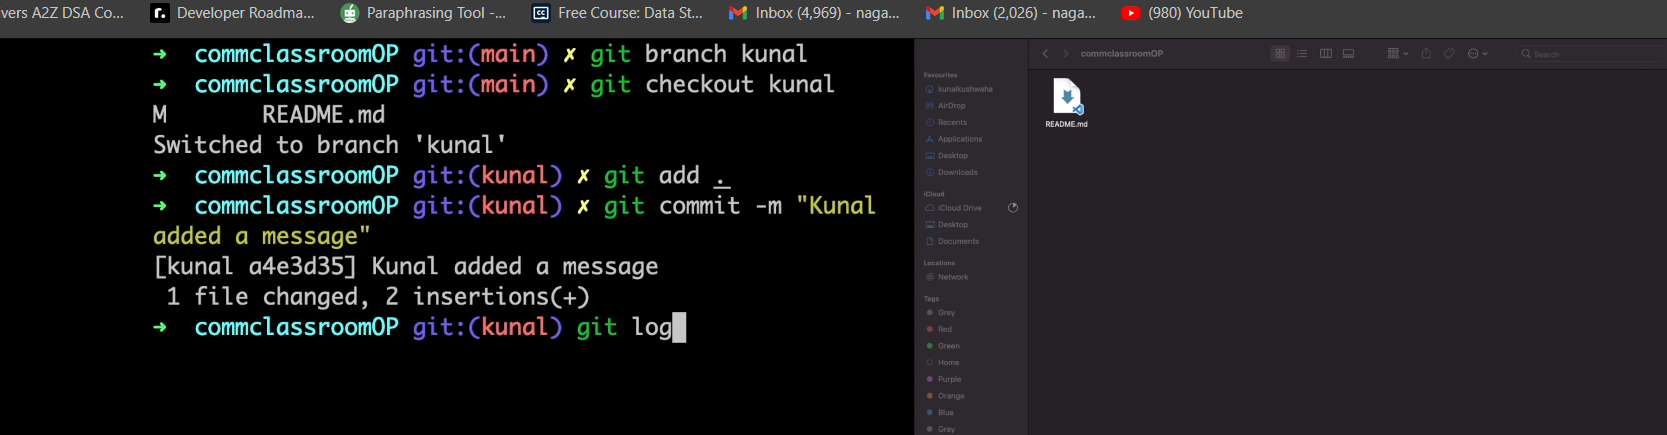 ivers A2Z DSA Co... Developer Roadma... Paraphrasing Tool -... Free Course: Data St... Inbox (4,969) - naga... Inbox (2,026) - naga... (980) YouTube
➜ commclassroomOP git:(main) ✗ git branch kunal
➜ commclassroomOP git:(main) ✗ git checkout kunal
M README.md
Switched to branch 'kunal'
➜ commclassroomOP git:(kunal) ✗ git add .
➜ commclassroomOP git:(kunal) ✗ git commit -m "Kunal
added a message"
[kunal a4e3d35] Kunal added a message
1 file changed, 2 insertions(+)
➜ commclassroomOP git:(kunal) git log
commclassroomOP
Search
Favourites
kunalkushwaha
AirDrop
Recents
Applications
Desktop
Downloads
iCloud
iCloud Drive
Desktop
Documents
Locations
Network
Tags
Grey
Red
Green
Home
Purple
Orange
Blue
Gray
README.md